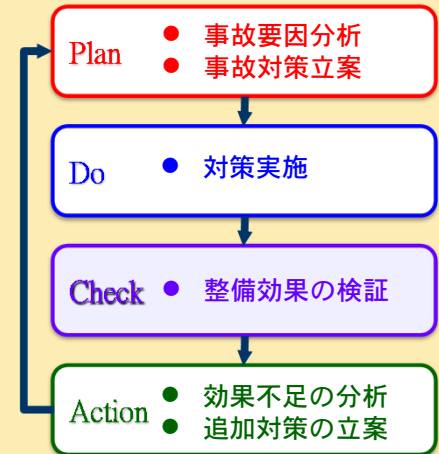 Plan
● 事故要因分析
● 事故対策立案
Do ● 対策実施
Check ● 整備効果の検証
Action
● 効果不足の分析
● 追加対策の立案